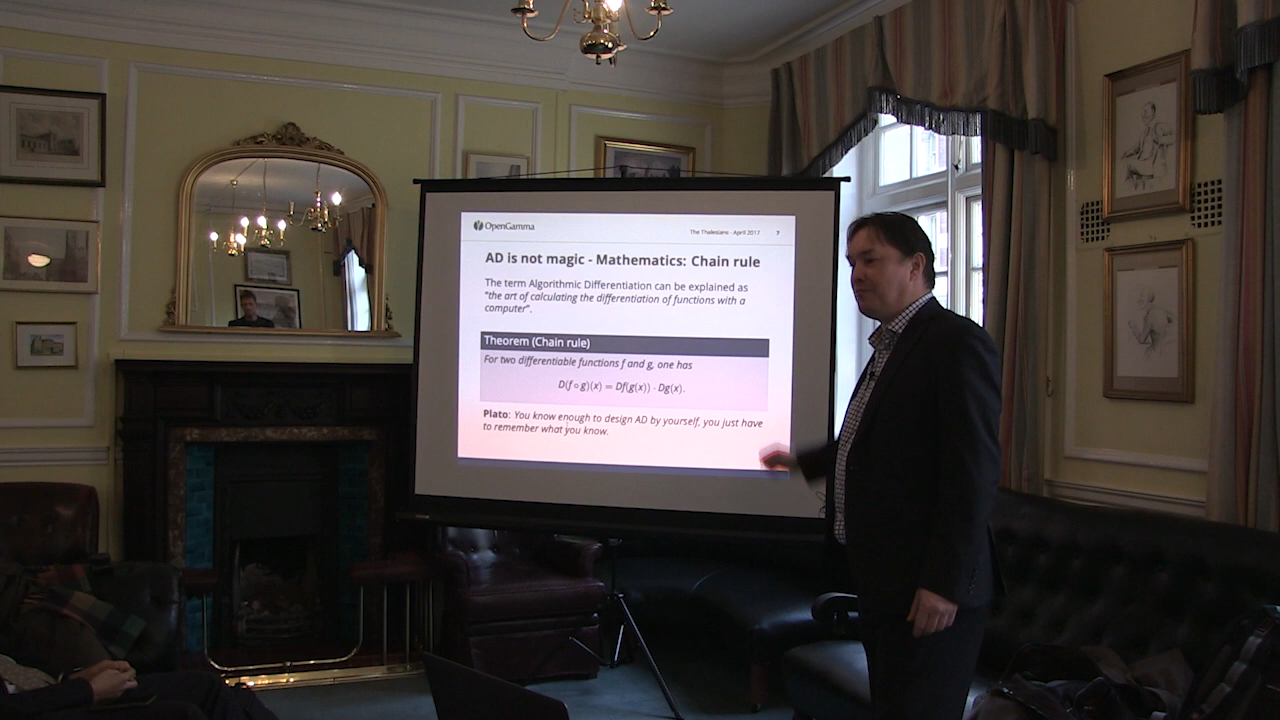 OpenGamma
The Thalesians - April 2017 7
AD is not magic - Mathematics: Chain rule
The term Algorithmic Differentiation can be explained as
"the art of calculating the differentiation of functions with a
computer".
Theorem (Chain rule)
For two differentiable functions f and g, one has
D(f ∘ g)(x) = Df(g(x)) · Dg(x).
Plato: You know enough to design AD by yourself, you just have
to remember what you know.